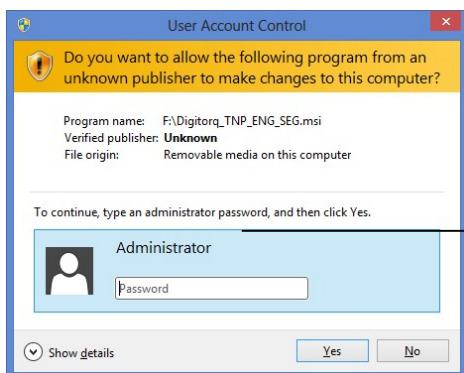 User Account Control
Do you want to allow the following program from an
unknown publisher to make changes to this computer?
Program name: F:\Digitorq_TNP_ENG_SEG.msi
Verified publisher: Unknown
File origin: Removable media on this computer
To continue, type an administrator password, and then click Yes.
Administrator
Password
Show details
Yes No